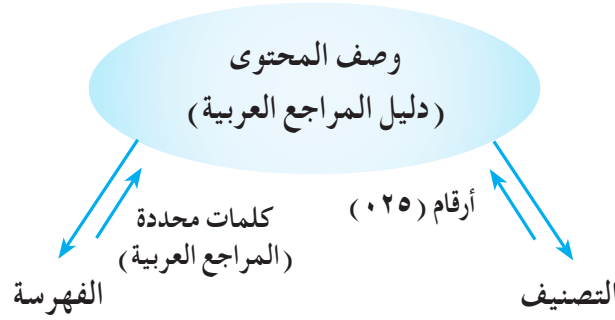 وصف المحتوى
(دليل المراجع العربية)
أرقام (٠٢٥)
كلمات محددة
(المراجع العربية)
التصنيف
الفهرسة